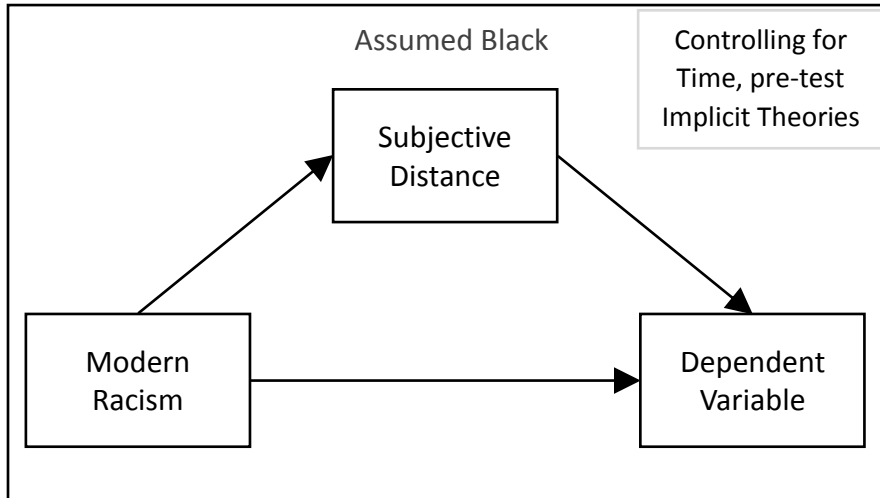 Assumed Black
Controlling for
Time, pre-test
Implicit Theories
Subjective
Distance
Modern
Racism
Dependent
Variable